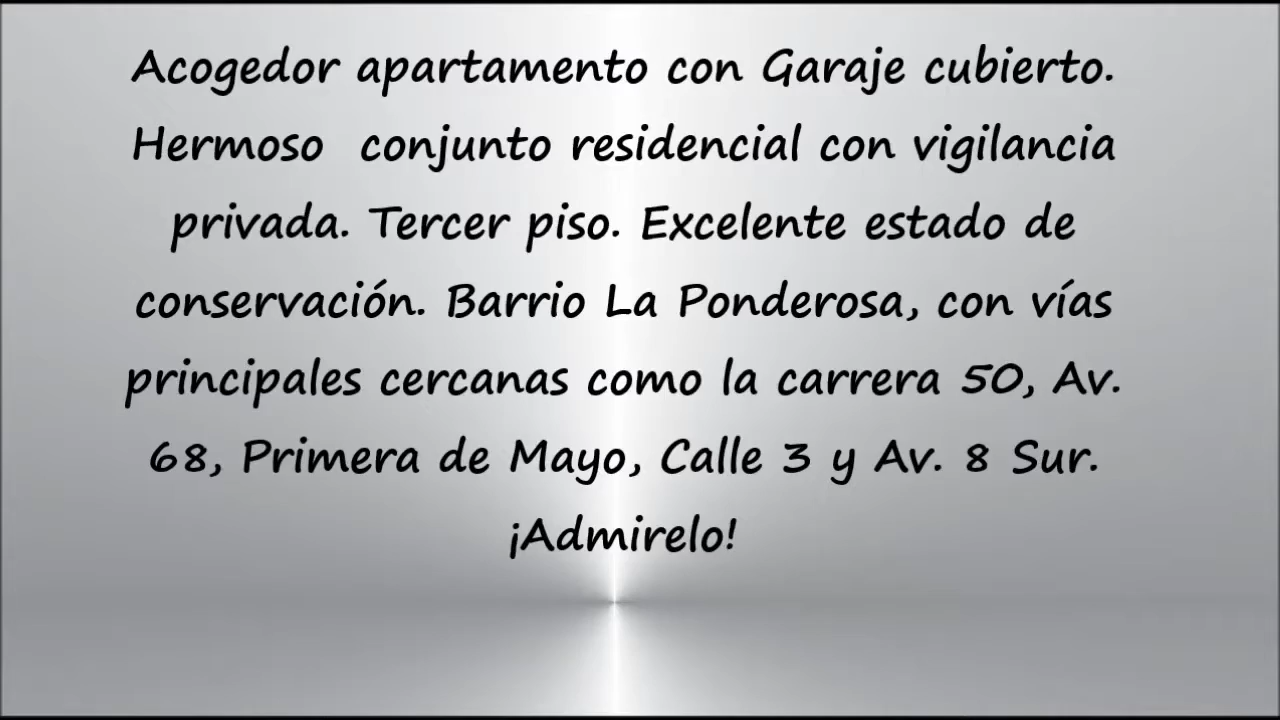 Acogedor apartamento con Garaje cubierto.
Hermoso conjunto residencial con vigilancia
privada. Tercer piso. Excelente estado de
conservación. Barrio La Ponderosa, con vías
principales cercanas como la carrera 50, Av.
68, Primera de Mayo, Calle 3 y Av. 8 Sur.
¡Admirelo!